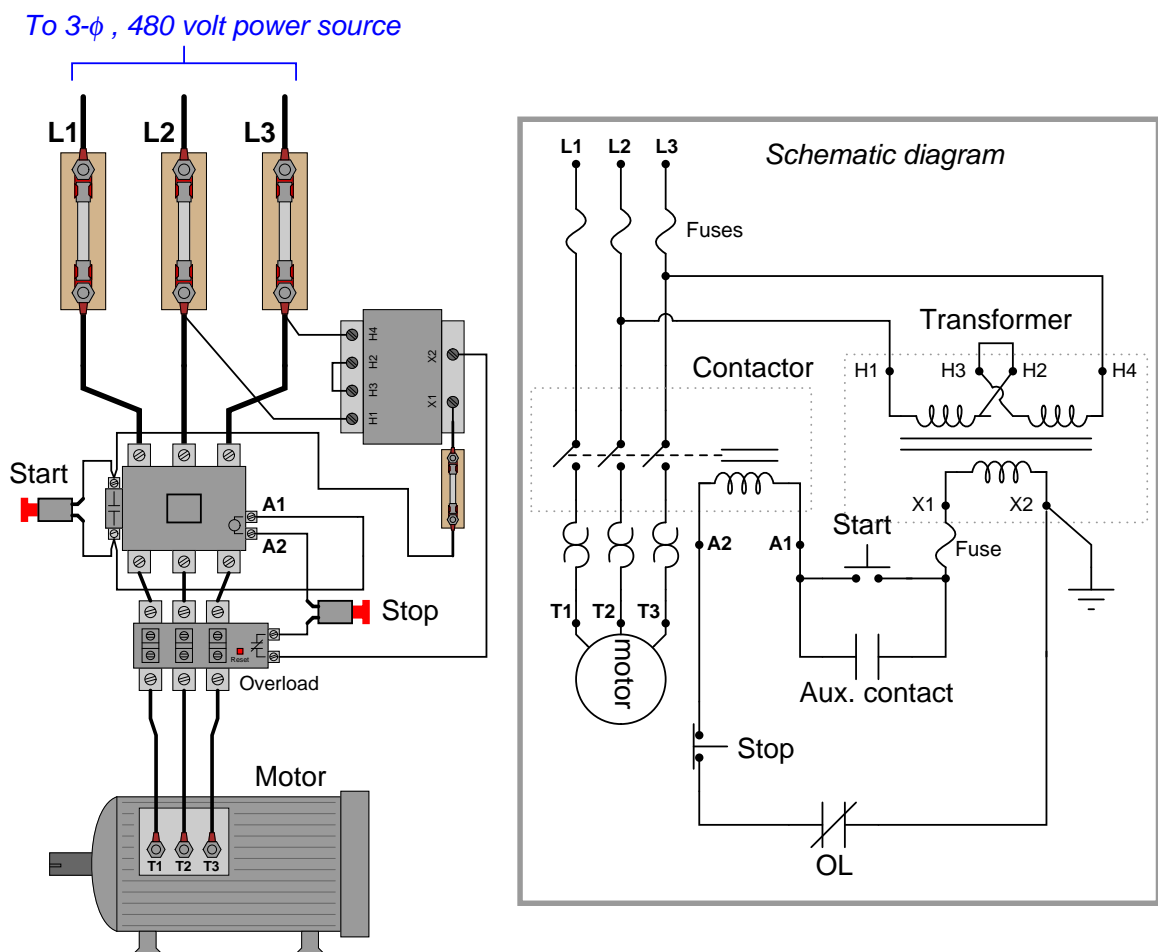 To 3-ϕ , 480 volt power source
L1 L2 L3
H4
H2
H3
H1
X2
X1
Start
A1
A2
Stop
Reset
Overload
Motor
T1 T2 T3
Schematic diagram
L1 L2 L3
Fuses
Transformer
Contactor
H1 H3 H2 H4
X1 X2
Start
A2 A1
Fuse
T1 T2 T3
motor
Aux. contact
Stop
OL